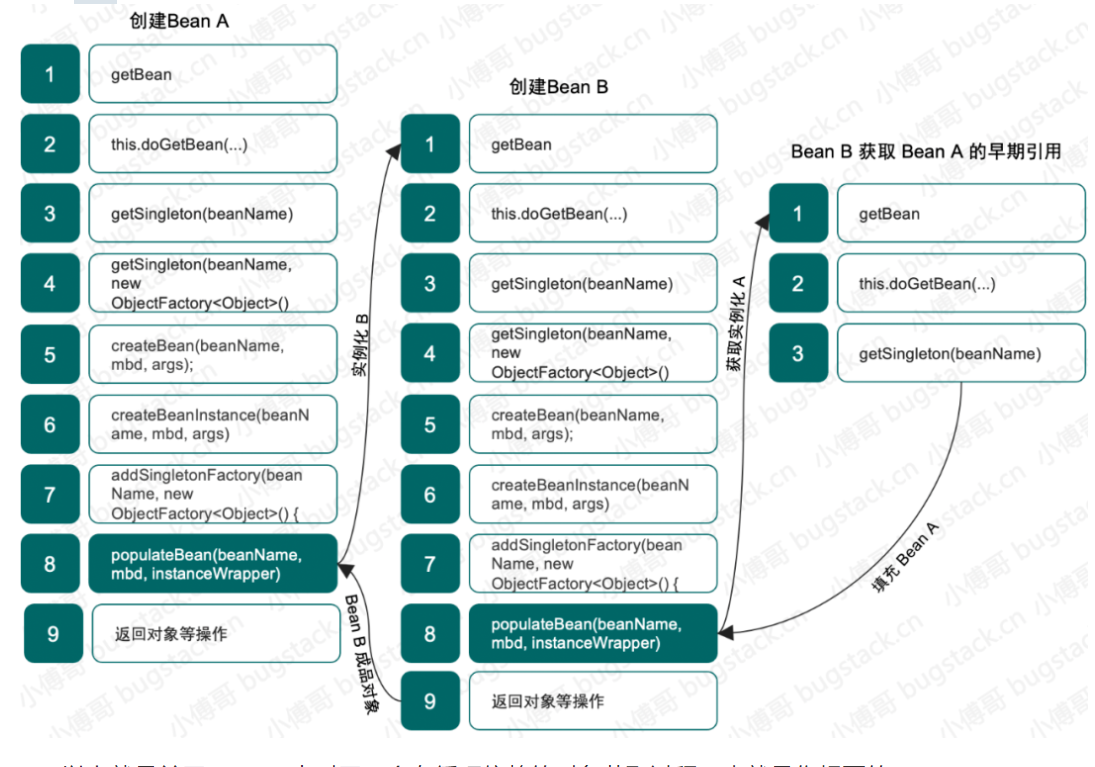 创建Bean A
1
getBean
2
this.doGetBean(...)
3
getSingleton(beanName)
4
getSingleton(beanName,
new
ObjectFactory<Object>()
5
createBean(beanName,
mbd, args);
6
createBeanInstance(beanN
ame, mbd, args)
7
addSingletonFactory(bean
Name, new
ObjectFactory<Object>() {
8
populateBean(beanName,
mbd, instanceWrapper)
9
返回对象等操作
实例化 B
Bean B 成品对象
创建Bean B
1
getBean
2
this.doGetBean(...)
3
getSingleton(beanName)
4
getSingleton(beanName,
new
ObjectFactory<Object>()
5
createBean(beanName,
mbd, args);
6
createBeanInstance(beanN
ame, mbd, args)
7
addSingletonFactory(bean
Name, new
ObjectFactory<Object>() {
8
populateBean(beanName,
mbd, instanceWrapper)
9
返回对象等操作
获取实例化 A
填充 Bean A
Bean B 获取 Bean A 的早期引用
1
getBean
2
this.doGetBean(...)
3
getSingleton(beanName)
小傅哥 bugstack.cn